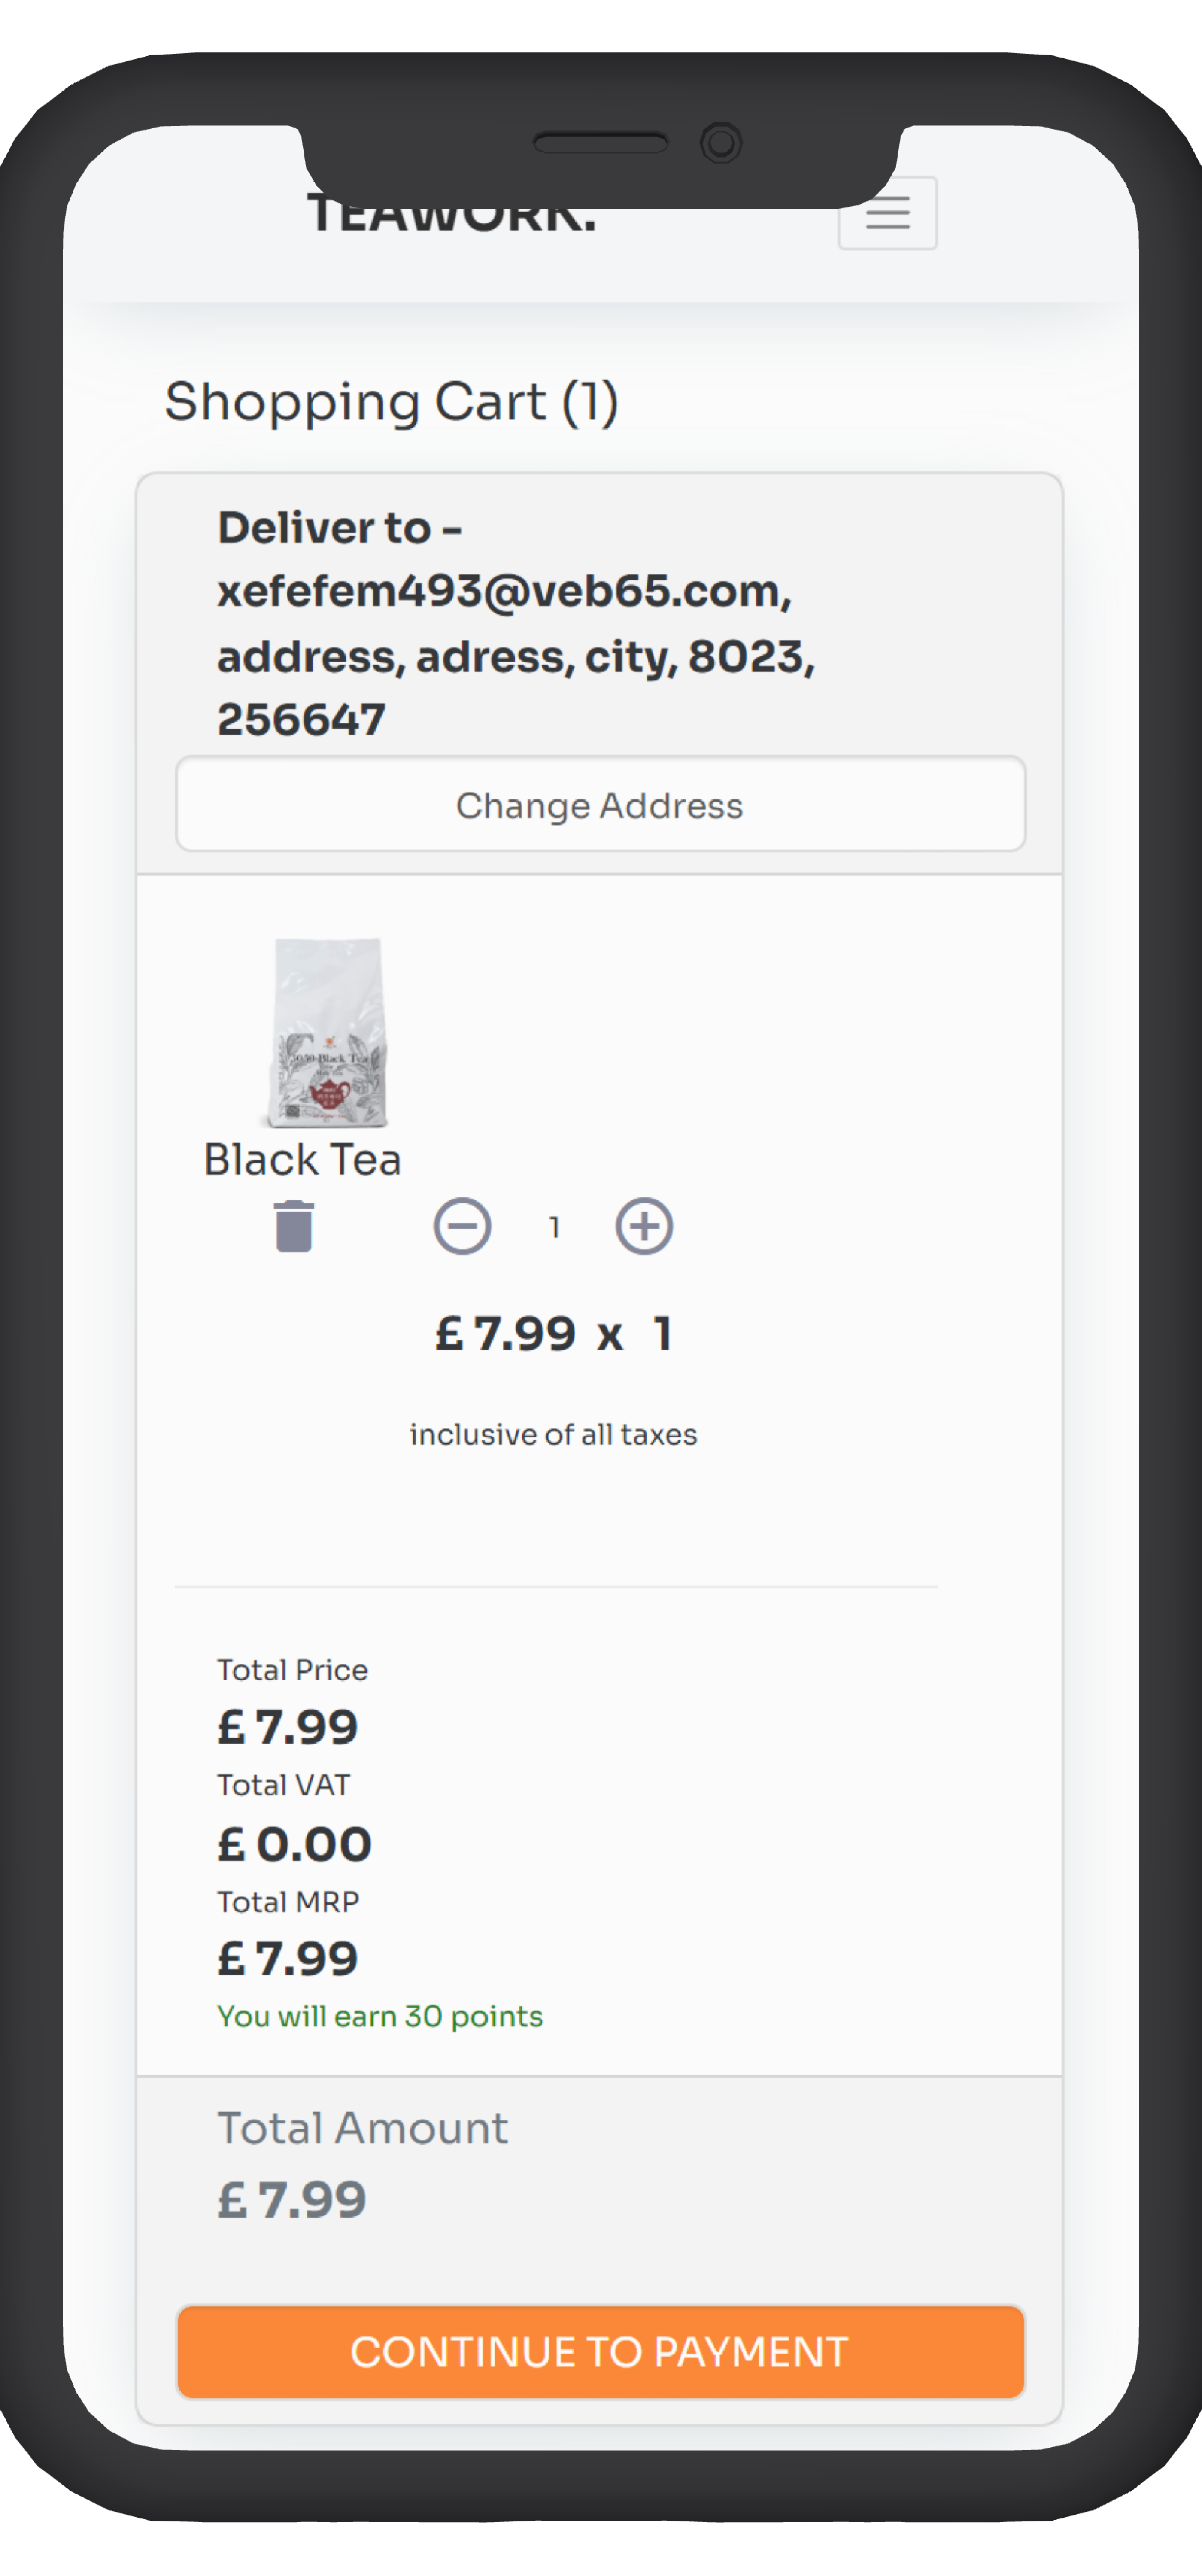 TEAWORK.
Shopping Cart (1)
Deliver to -
xefefem493@veb65.com,
address, adress, city, 8023,
256647
Change Address
Black Tea
Black Tea
1
£ 7.99 x 1
inclusive of all taxes
Total Price
£ 7.99
Total VAT
£ 0.00
Total MRP
£ 7.99
You will earn 30 points
Total Amount
£ 7.99
CONTINUE TO PAYMENT